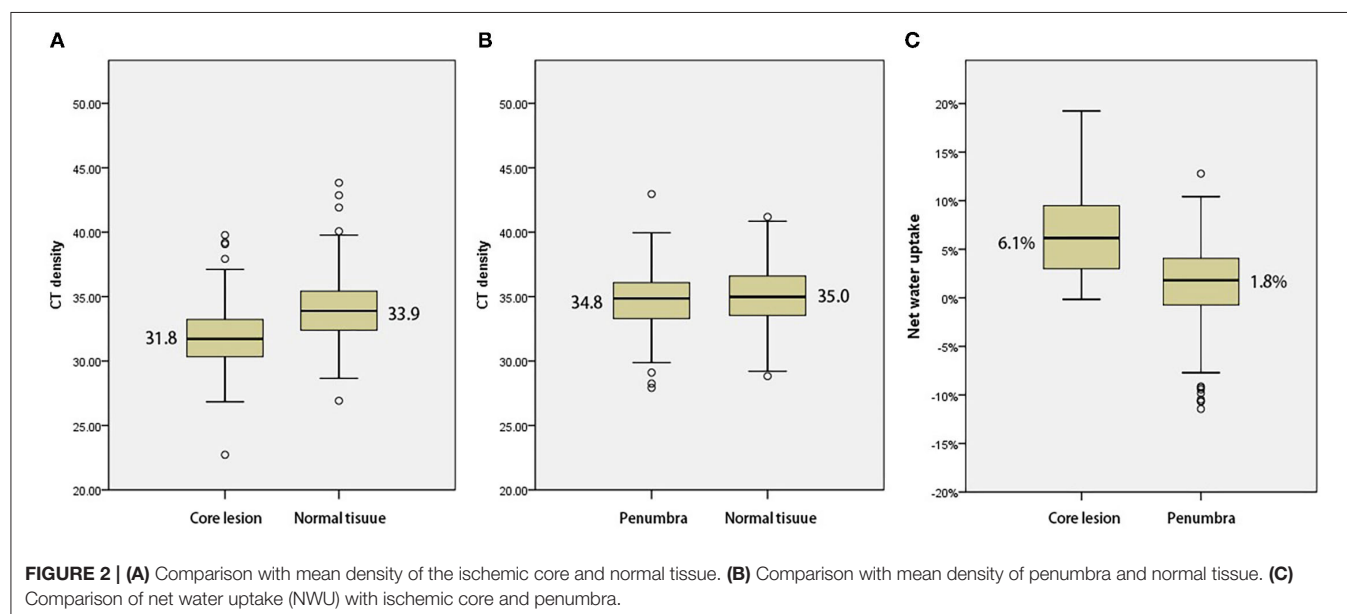 A
B
C
CT density
50.00
45.00
40.00
35.00
30.00
25.00
20.00
31.8
33.9
Core lesion Normal tisuue
CT density
50.00
45.00
40.00
35.00
30.00
25.00
20.00
34.8
35.0
Penumbra Normal tisuue
Net water uptake
20%
15%
10%
5%
0%
-5%
-10%
-15%
-20%
6.1%
1.8%
Core lesion Penumbra
FIGURE 2 | (A) Comparison with mean density of the ischemic core and normal tissue. (B) Comparison with mean density of penumbra and normal tissue. (C)
Comparison of net water uptake (NWU) with ischemic core and penumbra.